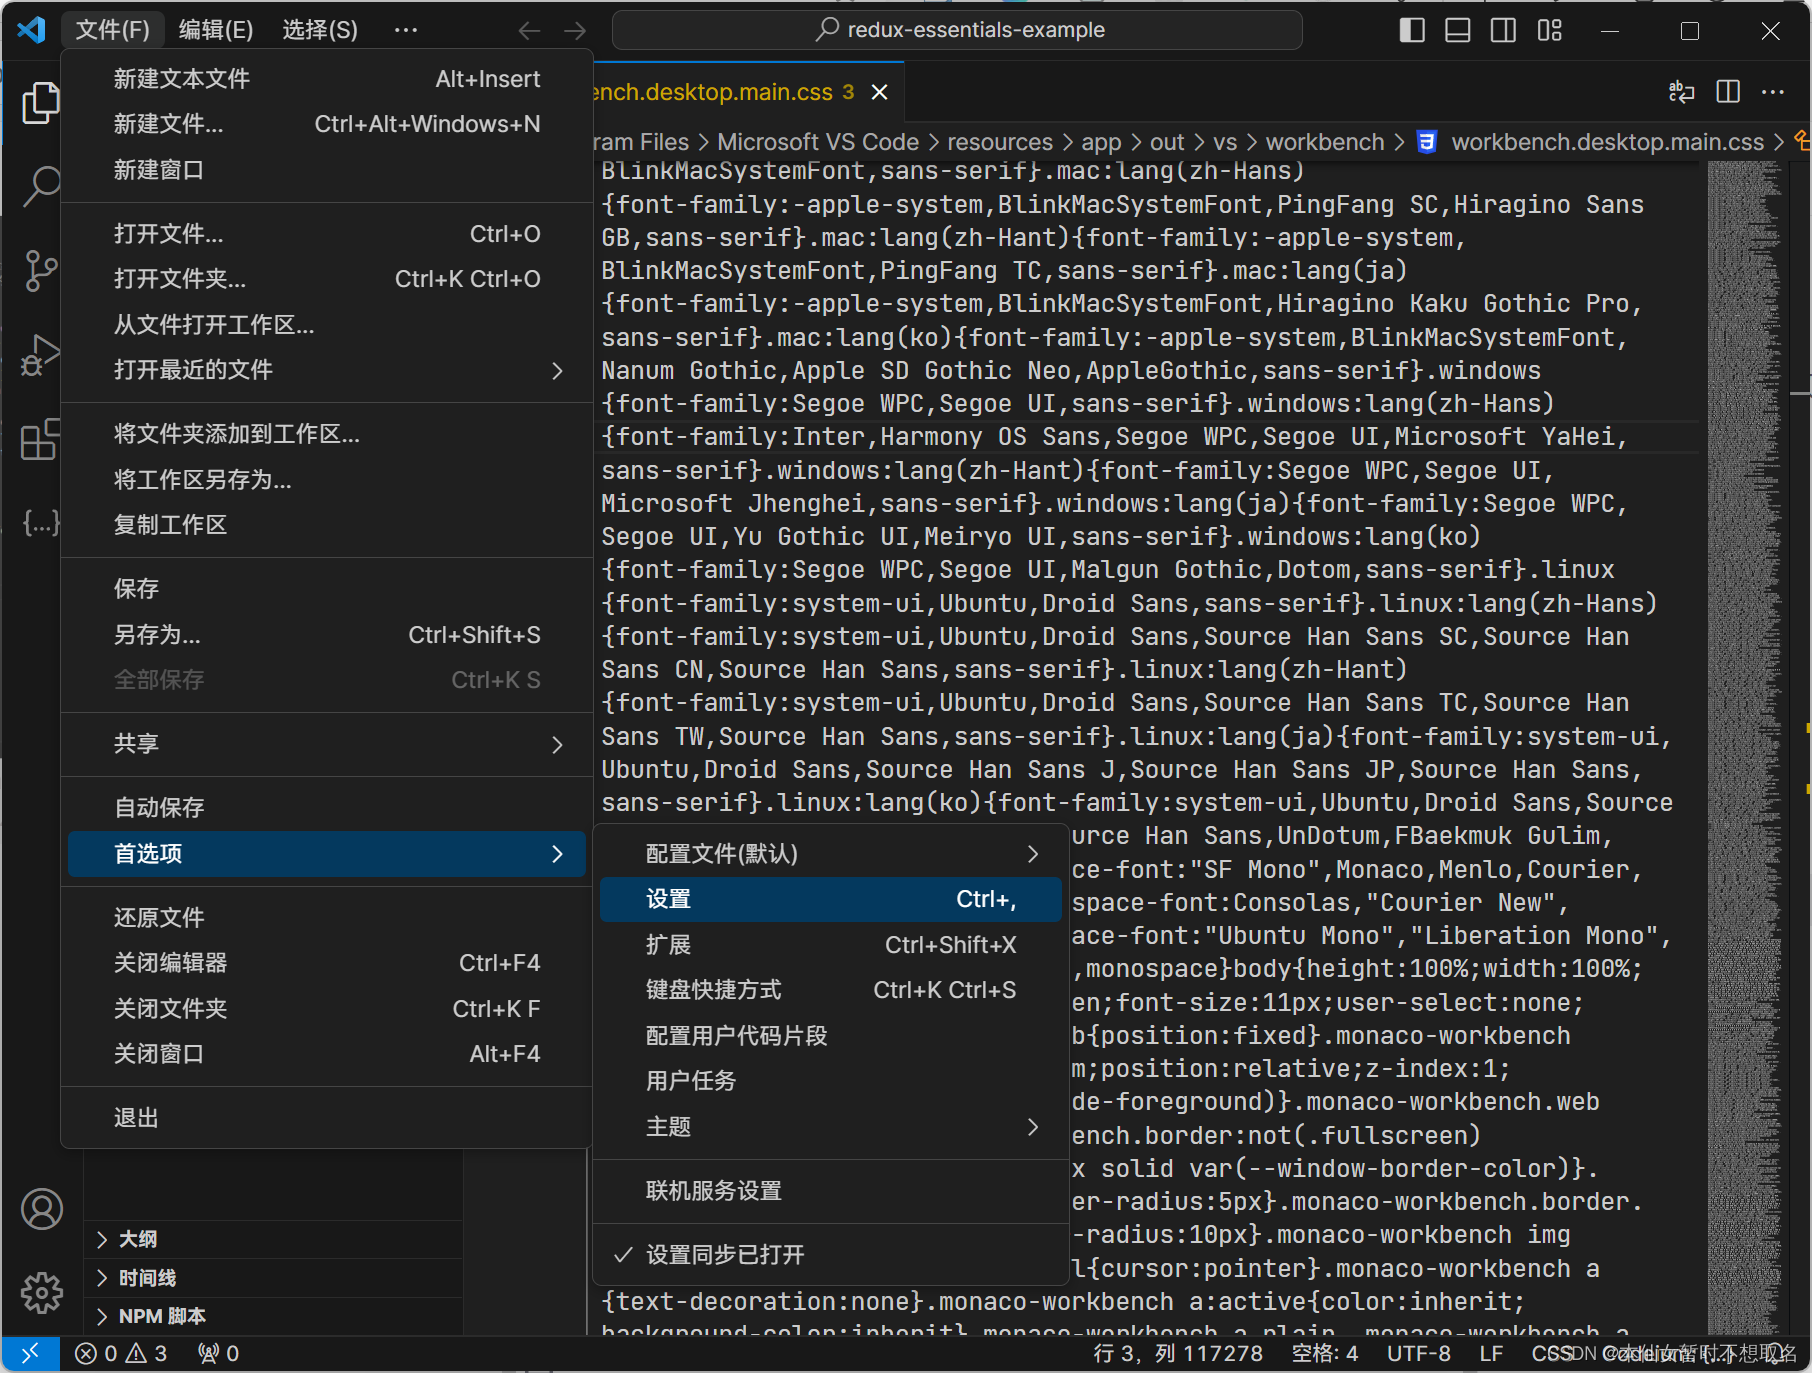 文件(F) 编辑(E) 选择(S) ···
redux-essentials-example
新建文本文件 Alt+Insert
新建文件... Ctrl+Alt+Windows+N
新建窗口
打开文件... Ctrl+O
打开文件夹... Ctrl+K Ctrl+O
从文件打开工作区...
打开最近的文件
将文件夹添加到工作区...
将工作区另存为...
复制工作区
保存
另存为... Ctrl+Shift+S
全部保存 Ctrl+K S
共享
自动保存
首选项
还原文件
关闭编辑器 Ctrl+F4
关闭文件夹 Ctrl+K F
关闭窗口 Alt+F4
退出
配置文件(默认)
设置 Ctrl+,
扩展 Ctrl+Shift+X
键盘快捷方式 Ctrl+K Ctrl+S
配置用户代码片段
用户任务
主题
联机服务设置
设置同步已打开
ench.desktop.main.css 3
ram Files > Microsoft VS Code > resources > app > out > vs > workbench > workbench.desktop.main.css >
BlinkMacSystemFont,sans-serif}.mac:lang(zh-Hans)
{font-family:-apple-system,BlinkMacSystemFont,PingFang SC,Hiragino Sans
GB,sans-serif}.mac:lang(zh-Hant){font-family:-apple-system,
BlinkMacSystemFont,PingFang TC,sans-serif}.mac:lang(ja)
{font-family:-apple-system,BlinkMacSystemFont,Hiragino Kaku Gothic Pro,
sans-serif}.mac:lang(ko){font-family:-apple-system,BlinkMacSystemFont,
Nanum Gothic,Apple SD Gothic Neo,AppleGothic,sans-serif}.windows
{font-family:Segoe WPC,Segoe UI,sans-serif}.windows:lang(zh-Hans)
{font-family:Inter,Harmony OS Sans,Segoe WPC,Segoe UI,Microsoft YaHei,
sans-serif}.windows:lang(zh-Hant){font-family:Segoe WPC,Segoe UI,
Microsoft Jhenghei,sans-serif}.windows:lang(ja){font-family:Segoe WPC,
Segoe UI,Yu Gothic UI,Meiryo UI,sans-serif}.windows:lang(ko)
{font-family:Segoe WPC,Segoe UI,Malgun Gothic,Dotom,sans-serif}.linux
{font-family:system-ui,Ubuntu,Droid Sans,sans-serif}.linux:lang(zh-Hans)
{font-family:system-ui,Ubuntu,Droid Sans,Source Han Sans SC,Source Han
Sans CN,Source Han Sans,sans-serif}.linux:lang(zh-Hant)
{font-family:system-ui,Ubuntu,Droid Sans,Source Han Sans TC,Source Han
Sans TW,Source Han Sans,sans-serif}.linux:lang(ja){font-family:system-ui,
Ubuntu,Droid Sans,Source Han Sans J,Source Han Sans JP,Source Han Sans,
sans-serif}.linux:lang(ko){font-family:system-ui,Ubuntu,Droid Sans,Source
urce Han Sans,UnDotum,FBaekmuk Gulim,
ce-font:"SF Mono",Monaco,Menlo,Courier,
space-font:Consolas,"Courier New",
ace-font:"Ubuntu Mono","Liberation Mono",
,monospace}body{height:100%;width:100%;
en;font-size:11px;user-select:none;
b{position:fixed}.monaco-workbench
m;position:relative;z-index:1;
de-foreground)}.monaco-workbench.web
ench.border:not(.fullscreen)
x solid var(--window-border-color)}.
er-radius:5px}.monaco-workbench.border.
-radius:10px}.monaco-workbench img
l{cursor:pointer}.monaco-workbench a
{text-decoration:none}.monaco-workbench a:active{color:inherit;
background-color:inherit}.monaco-workbench a.plain,.monaco-workbench a
大纲
时间线
NPM 脚本
0 3 0
行 3，列 117278 空格: 4 UTF-8 LF CSS